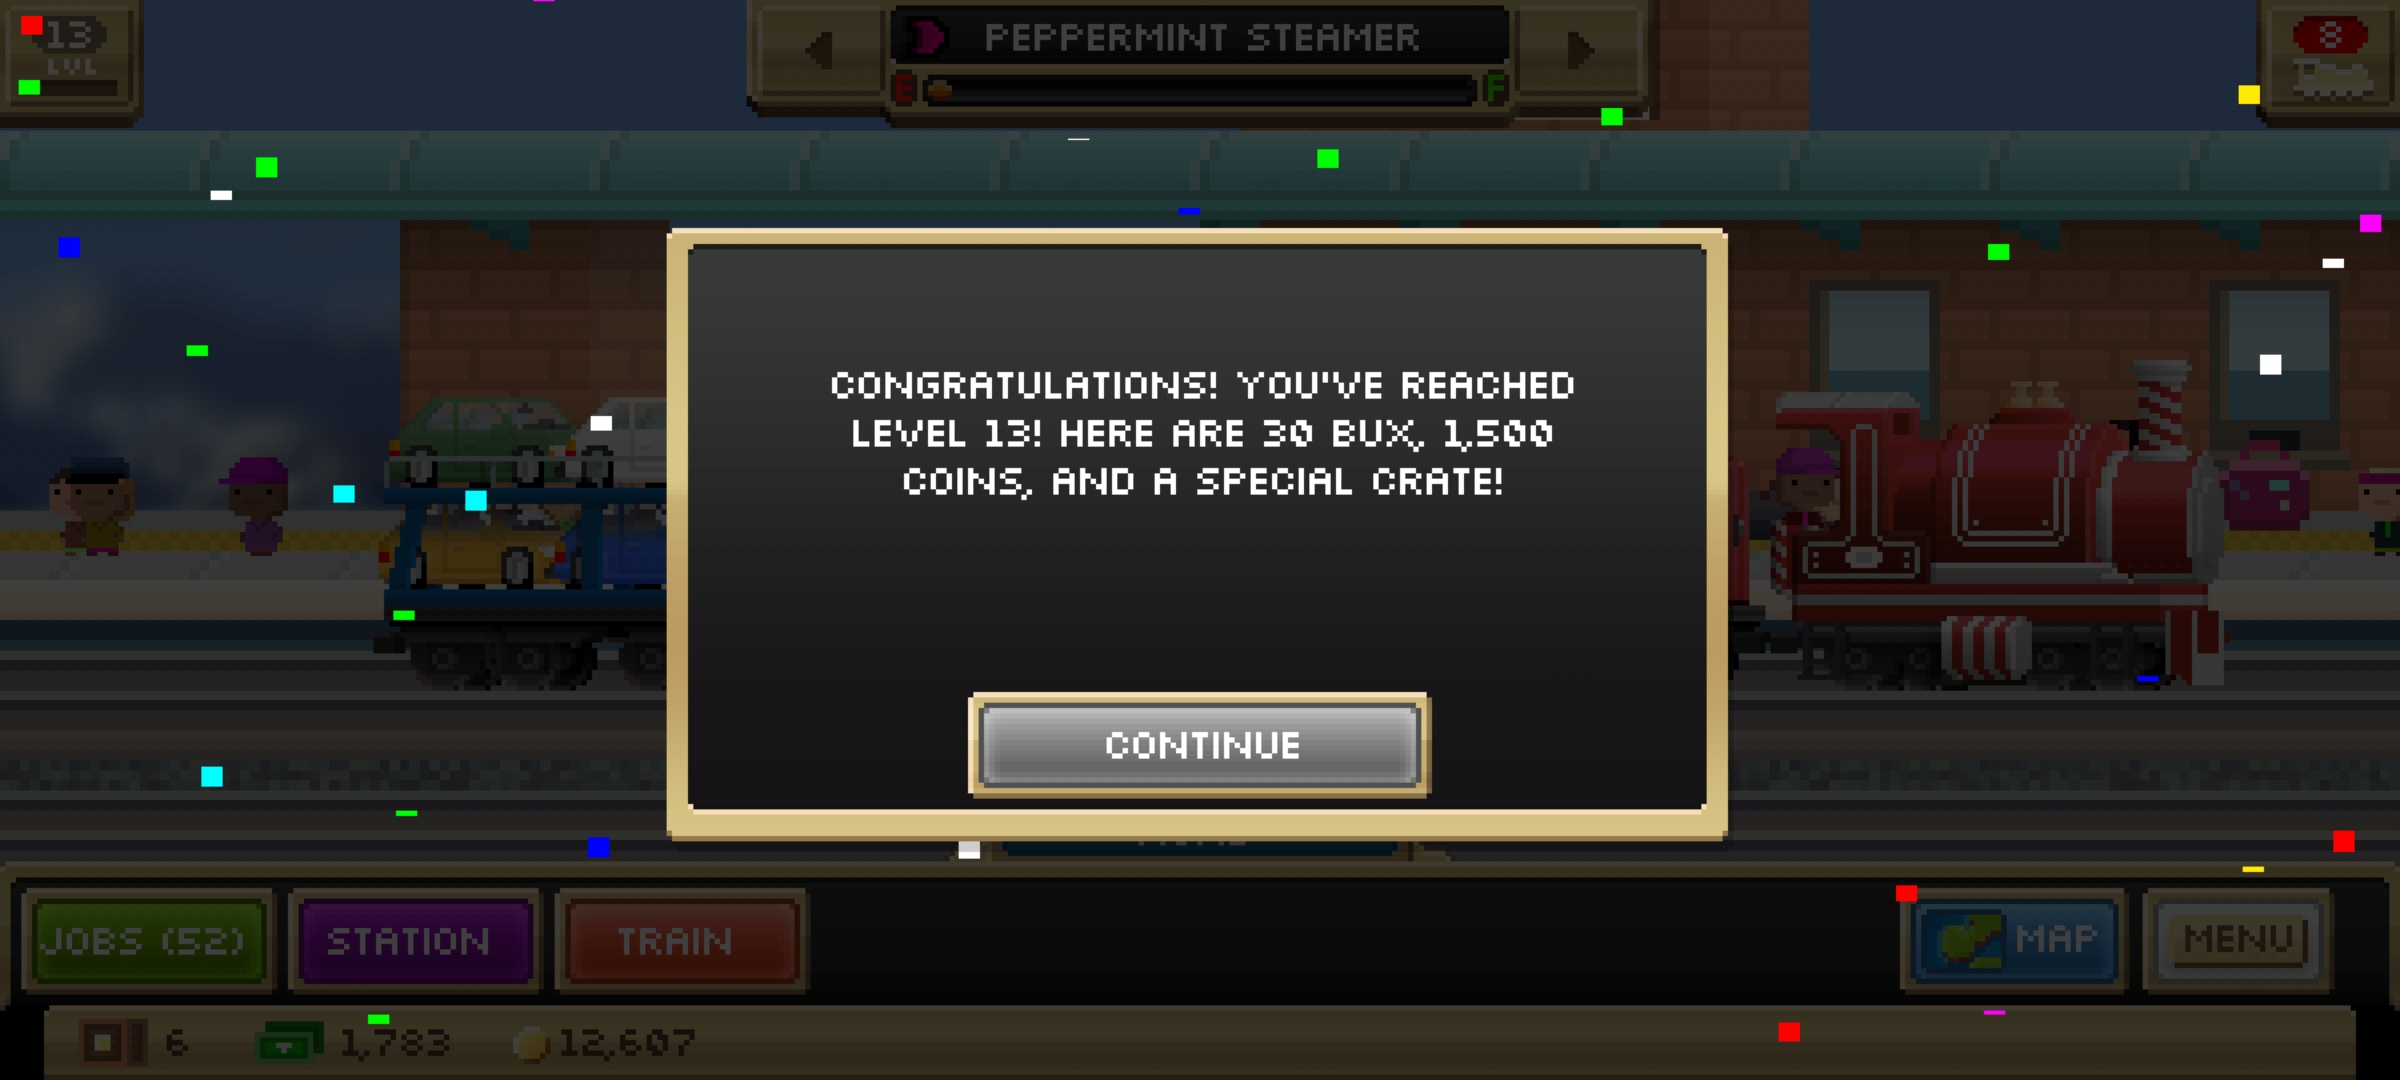 13
LVL
PEPPERMINT STEAMER
E
F
8
CONGRATULATIONS! YOU'VE REACHED
LEVEL 13! HERE ARE 30 BUX, 1,500
COINS, AND A SPECIAL CRATE!
CONTINUE
JOBS (52)
STATION
TRAIN
MAP
MENU
6
1,783
12,607